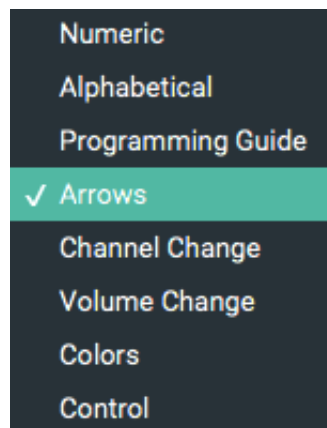 Numeric
Alphabetical
Programming Guide
✓ Arrows
Channel Change
Volume Change
Colors
Control